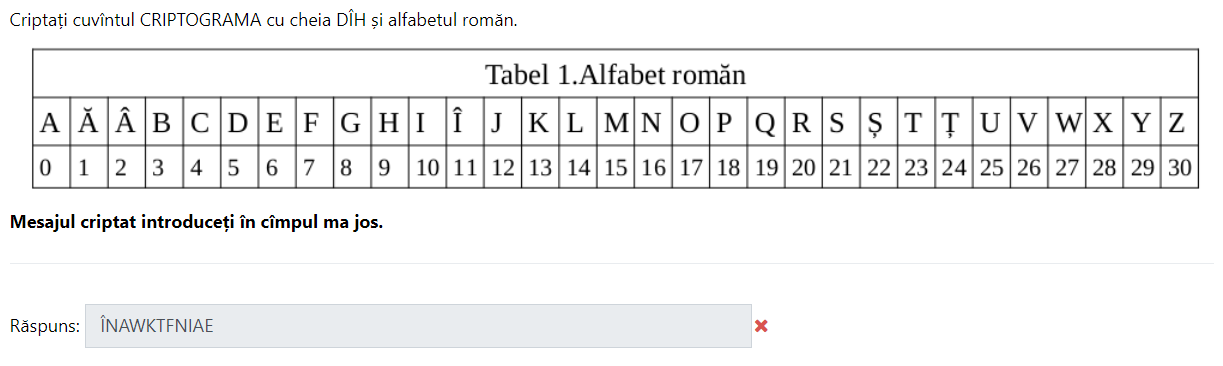 Criptați cuvîntul CRIPTOGRAMA cu cheia DÎH și alfabetul român.
Tabel 1.Alfabet romăn
A Ă Â B C D E F G H I Î J K L M N O P Q R S Ș T Ț U V W X Y Z
0 1 2 3 4 5 6 7 8 9 10 11 12 13 14 15 16 17 18 19 20 21 22 23 24 25 26 27 28 29 30
Mesajul criptat introduceți în cîmpul ma jos.
Răspuns: ÎNAWKTFNIAE